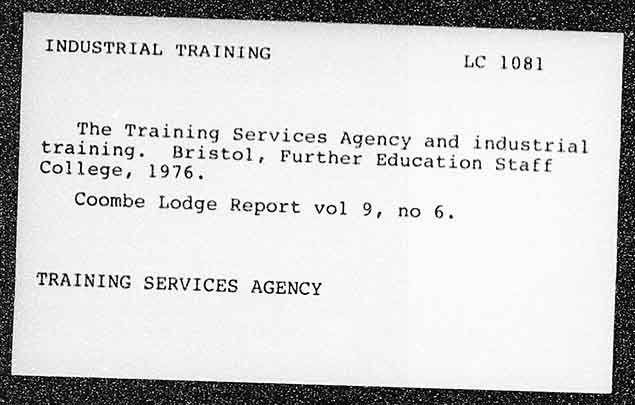 INDUSTRIAL TRAINING LC 1081
The Training Services Agency and industrial
training. Bristol, Further Education Staff
College, 1976.
Coombe Lodge Report vol 9, no 6.
TRAINING SERVICES AGENCY